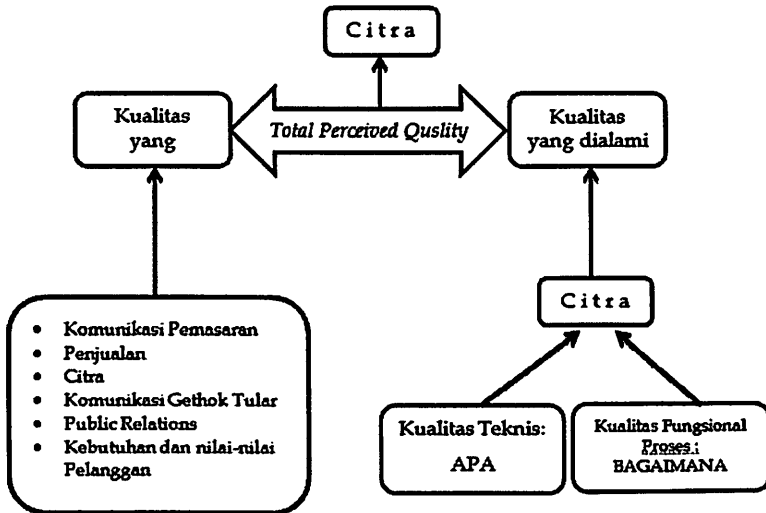 Citra
Kualitas
yang
Total Perceived Quslity
Kualitas
yang dialami
Citra
• Komunikasi Pemasaran
• Penjualan
• Citra
• Komunikasi Gethok Tular
• Public Relations
• Kebutuhan dan nilai-nilai
Pelanggan
Kualitas Teknis:
APA
Kualitas Fungsional
Proses :
BAGAIMANA